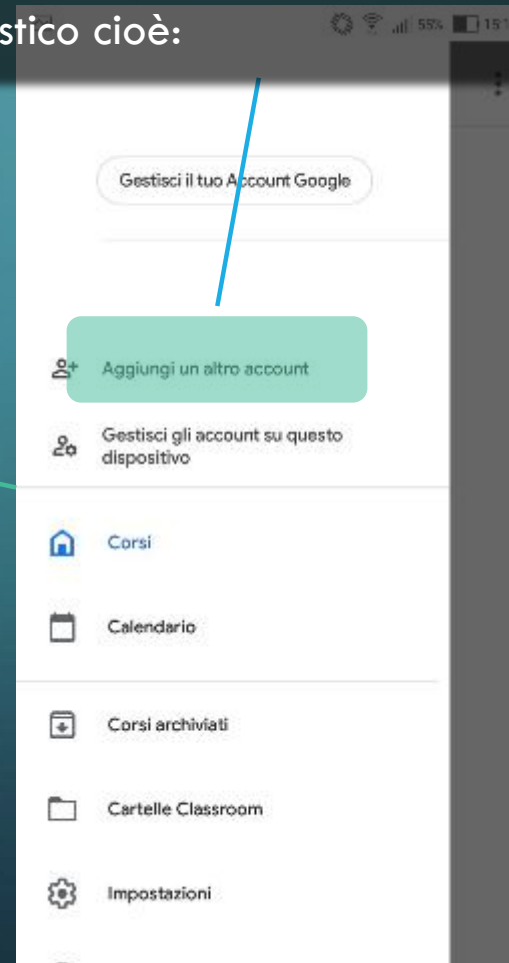 stico cioè:
55%
Gestisci il tuo Account Google
Aggiungi un altro account
Gestisci gli account su questo
dispositivo
Corsi
Calendario
Corsi archiviati
Cartelle Classroom
Impostazioni